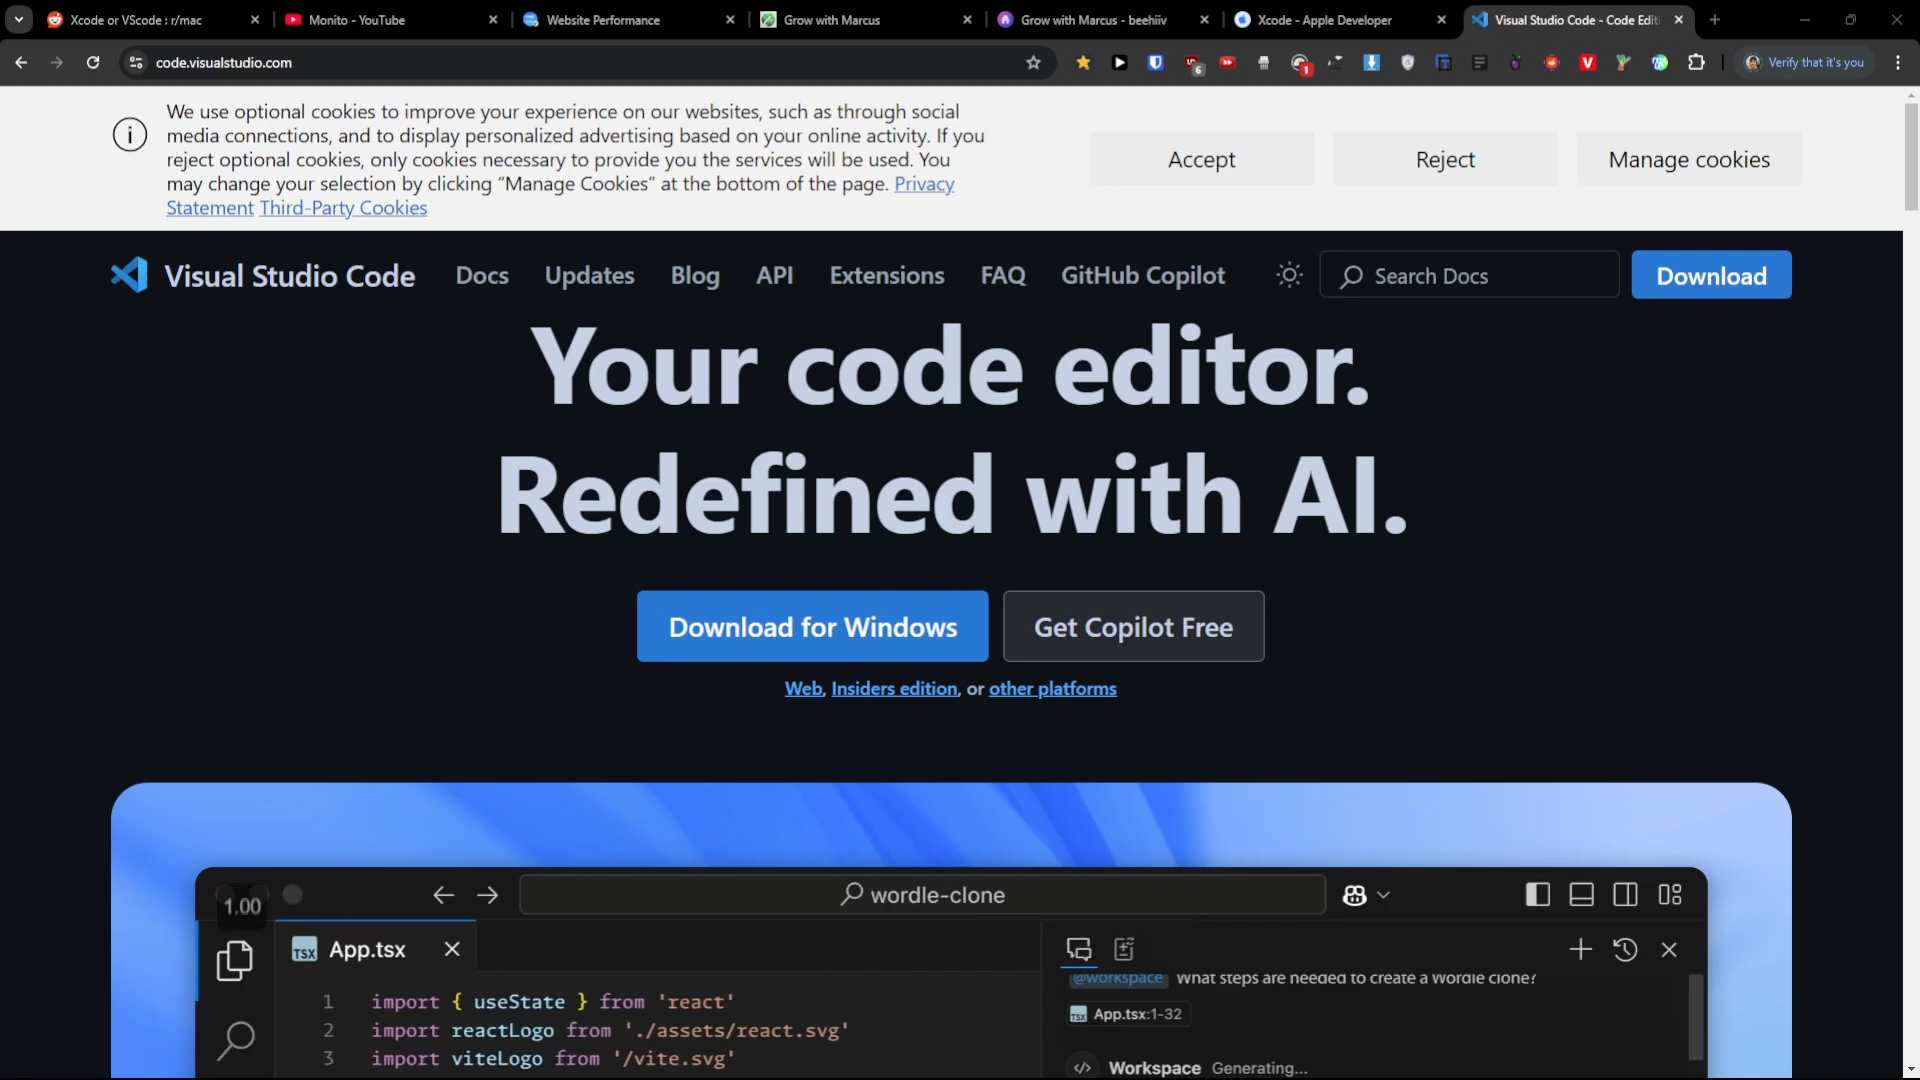 Xcode or VScode : r/mac
Monito - YouTube
Website Performance
Grow with Marcus
Grow with Marcus - beehiiv
Xcode - Apple Developer
Visual Studio Code - Code Edit
code.visualstudio.com
6
1
Verify that it's you
We use optional cookies to improve your experience on our websites, such as through social
media connections, and to display personalized advertising based on your online activity. If you
reject optional cookies, only cookies necessary to provide you the services will be used. You
may change your selection by clicking “Manage Cookies” at the bottom of the page. Privacy
Statement Third-Party Cookies
Accept
Reject
Manage cookies
Visual Studio Code
Docs
Updates
Blog
API
Extensions
FAQ
GitHub Copilot
Search Docs
Download
Your code editor.
Redefined with AI.
Download for Windows
Get Copilot Free
Web, Insiders edition, or other platforms
1.00
wordle-clone
TSX App.tsx
1 import { useState } from 'react'
2 import reactLogo from './assets/react.svg'
3 import viteLogo from '/vite.svg'
@workspace What steps are needed to create a Wordle clone?
TSX App.tsx:1-32
Workspace Generating...